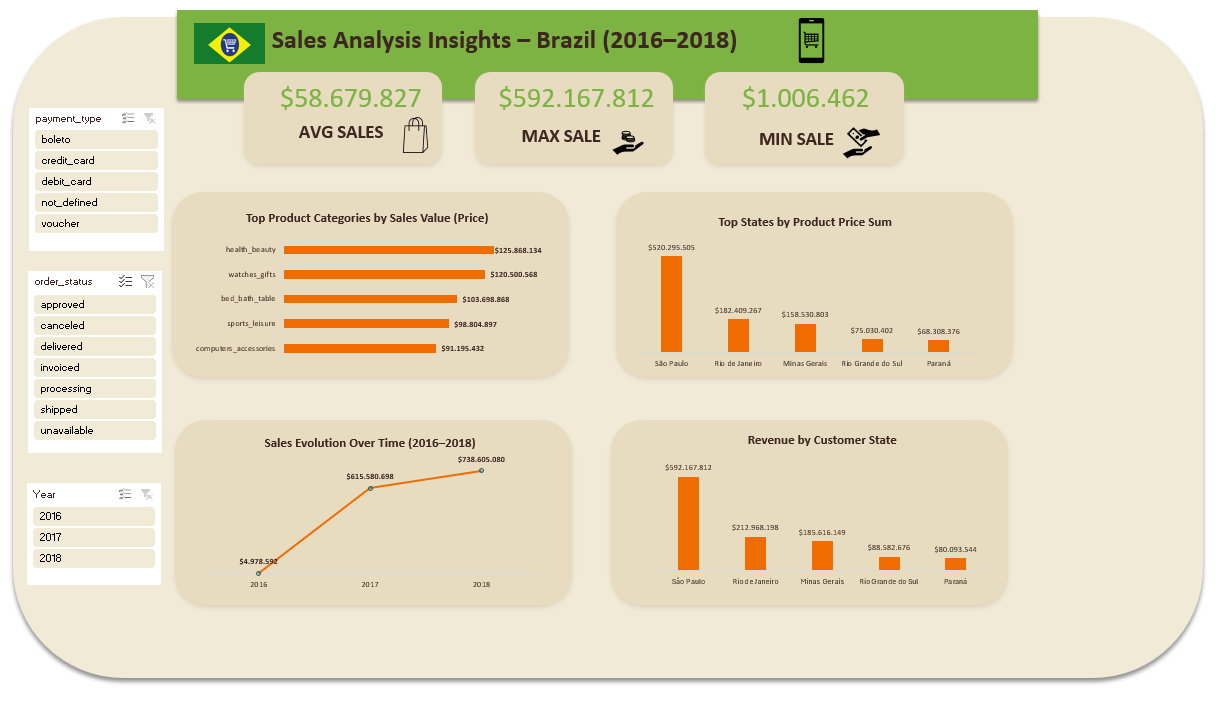 Sales Analysis Insights – Brazil (2016–2018)
$58.679.827
AVG SALES
$592.167.812
MAX SALE
$1.006.462
MIN SALE
payment_type
boleto
credit_card
debit_card
not_defined
voucher
order_status
approved
canceled
delivered
invoiced
processing
shipped
unavailable
Year
2016
2017
2018
Top Product Categories by Sales Value (Price)
health_beauty $125.868.134
watches_gifts $120.500.568
bed_bath_table $103.698.868
sports_leisure $98.804.897
computers_accessories $91.195.432
Top States by Product Price Sum
$520.295.505
$182.409.267
$158.530.803
$75.030.402
$68.308.376
São Paulo Rio de Janeiro Minas Gerais Rio Grande do Sul Paraná
Sales Evolution Over Time (2016–2018)
$738.605.080
$615.580.698
$4.978.592
2016 2017 2018
Revenue by Customer State
$592.167.812
$212.968.198
$185.616.149
$88.582.676
$80.093.544
São Paulo Rio de Janeiro Minas Gerais Rio Grande do Sul Paraná